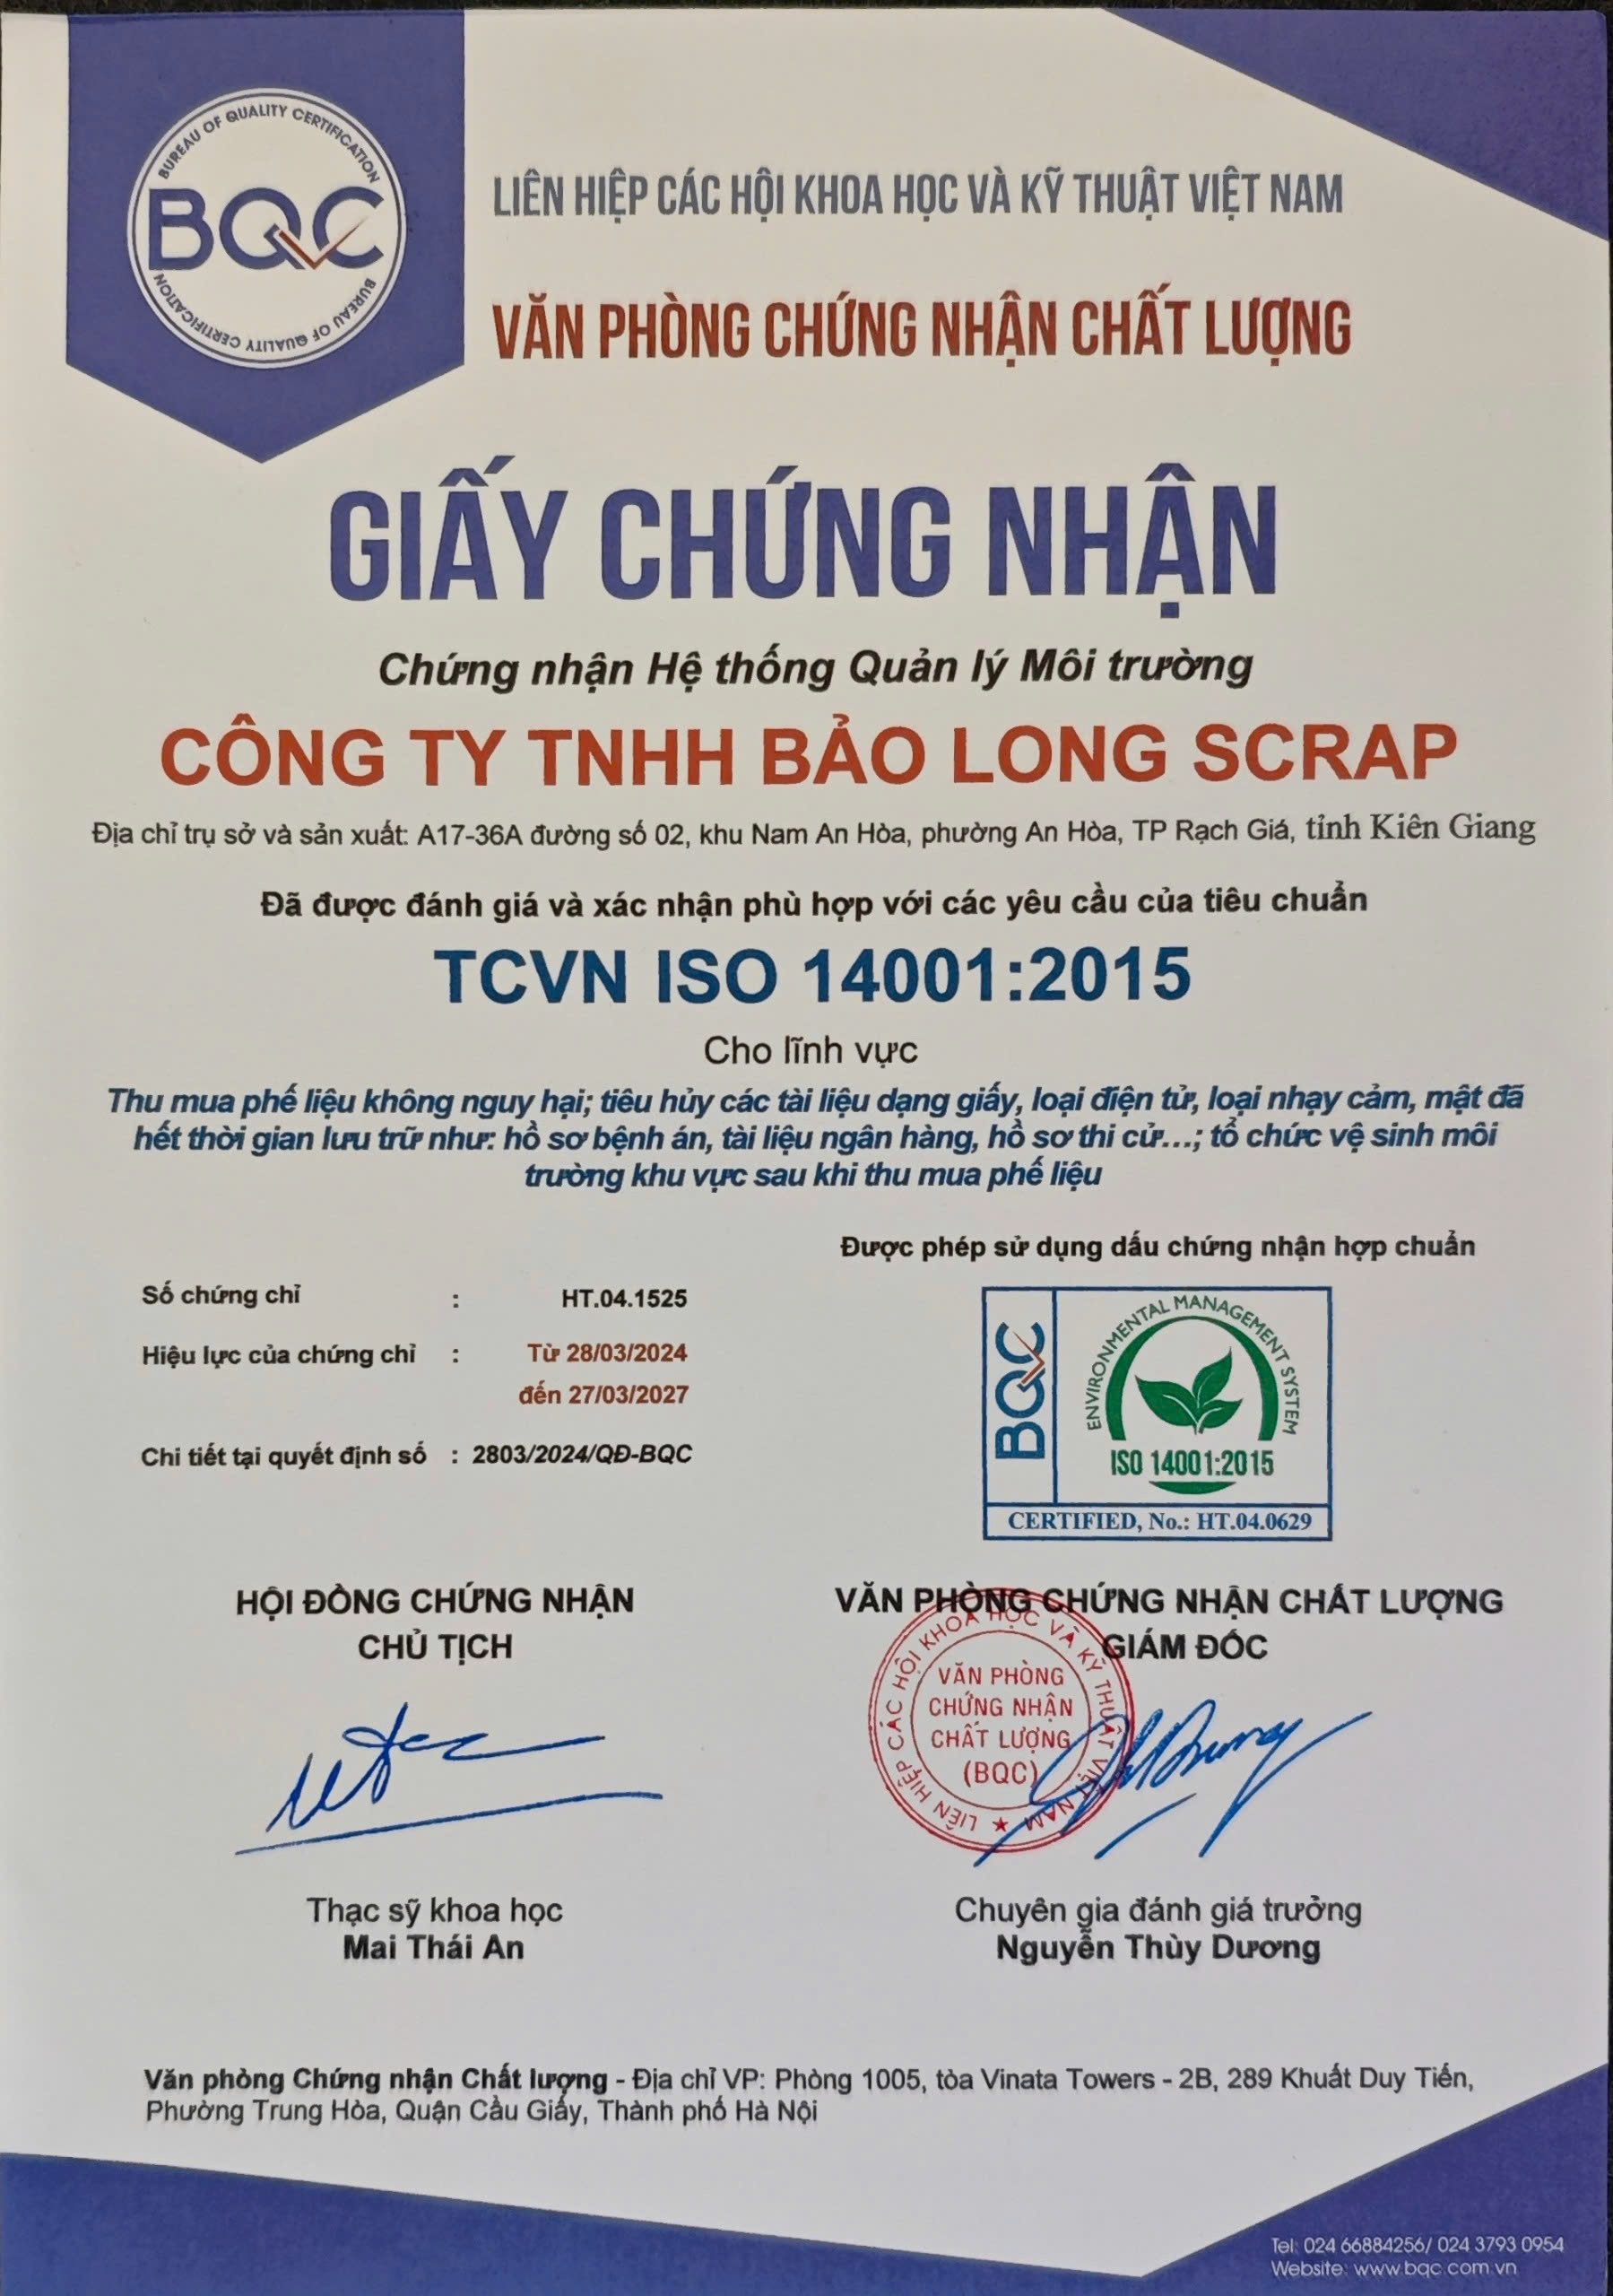 BUREAU OF QUALITY CERTIFICATION
BQC
BUREAU OF QUALITY CERTIFICATION
LIÊN HIỆP CÁC HỘI KHOA HỌC VÀ KỸ THUẬT VIỆT NAM
VĂN PHÒNG CHỨNG NHẬN CHẤT LƯỢNG
GIẤY CHỨNG NHẬN
Chứng nhận Hệ thống Quản lý Môi trường
CÔNG TY TNHH BẢO LONG SCRAP
Địa chỉ trụ sở và sản xuất: A17-36A đường số 02, khu Nam An Hòa, phường An Hòa, TP Rạch Giá, tỉnh Kiên Giang
Đã được đánh giá và xác nhận phù hợp với các yêu cầu của tiêu chuẩn
TCVN ISO 14001:2015
Cho lĩnh vực
Thu mua phế liệu không nguy hại; tiêu hủy các tài liệu dạng giấy, loại điện tử, loại nhạy cảm, mật đã
hết thời gian lưu trữ như: hồ sơ bệnh án, tài liệu ngân hàng, hồ sơ thi cử...; tổ chức vệ sinh môi
trường khu vực sau khi thu mua phế liệu
Được phép sử dụng dấu chứng nhận hợp chuẩn
Số chứng chỉ : HT.04.1525
Hiệu lực của chứng chỉ : Từ 28/03/2024
đến 27/03/2027
Chi tiết tại quyết định số : 2803/2024/QĐ-BQC
BQC
ENVIRONMENTAL MANAGEMENT SYSTEM
ISO 14001:2015
CERTIFIED, No.: HT.04.0629
HỘI ĐỒNG CHỨNG NHẬN
CHỦ TỊCH
VĂN PHÒNG CHỨNG NHẬN CHẤT LƯỢNG
GIÁM ĐỐC
LIÊN HIỆP CÁC HỘI KHOA HỌC VÀ KỸ THUẬT VIỆT NAM
VĂN PHÒNG
CHỨNG NHẬN
CHẤT LƯỢNG
(BQC)
Thạc sỹ khoa học
Mai Thái An
Chuyên gia đánh giá trưởng
Nguyễn Thùy Dương
Văn phòng Chứng nhận Chất lượng - Địa chỉ VP: Phòng 1005, tòa Vinata Towers - 2B, 289 Khuất Duy Tiến,
Phường Trung Hòa, Quận Cầu Giấy, Thành phố Hà Nội
Tel: 024 66884256/ 024 3793 0954
Website: www.bqc.com.vn